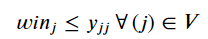 win_j ≤ y_jj ∀ (j) ∈ V